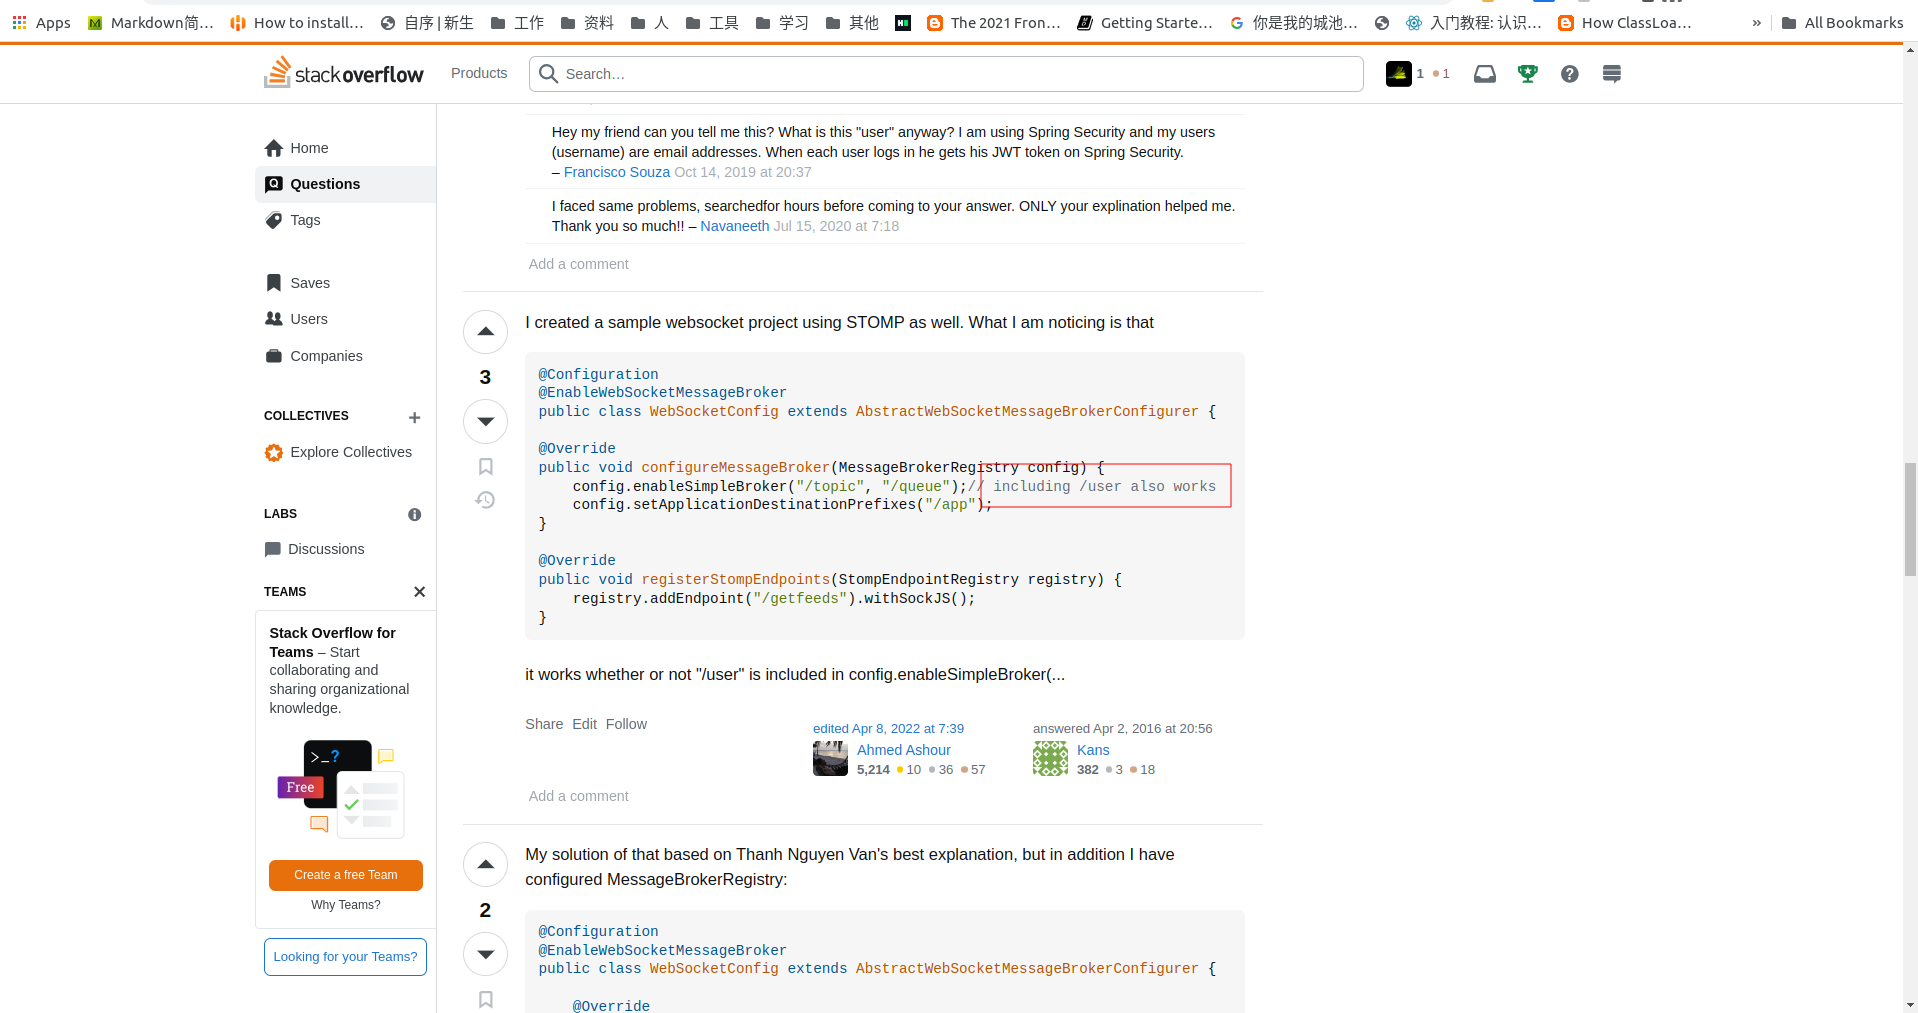 Apps Markdown简... How to install... 自序 | 新生 工作 资料 人 工具 学习 其他 The 2021 Fron... Getting Starte... 你是我的城池... 入门教程: 认识... How ClassLoa... » All Bookmarks
stackoverflow Products Search... 1 1
Home
Questions
Tags
Saves
Users
Companies
COLLECTIVES
Explore Collectives
LABS
Discussions
TEAMS
Stack Overflow for
Teams – Start
collaborating and
sharing organizational
knowledge.
>_?
Free
Create a free Team
Why Teams?
Looking for your Teams?
Hey my friend can you tell me this? What is this "user" anyway? I am using Spring Security and my users
(username) are email addresses. When each user logs in he gets his JWT token on Spring Security.
– Francisco Souza Oct 14, 2019 at 20:37
I faced same problems, searchedfor hours before coming to your answer. ONLY your explination helped me.
Thank you so much!! – Navaneeth Jul 15, 2020 at 7:18
Add a comment
3
I created a sample websocket project using STOMP as well. What I am noticing is that
@Configuration
@EnableWebSocketMessageBroker
public class WebSocketConfig extends AbstractWebSocketMessageBrokerConfigurer {
@Override
public void configureMessageBroker(MessageBrokerRegistry config) {
config.enableSimpleBroker("/topic", "/queue");// including /user also works
config.setApplicationDestinationPrefixes("/app");
}
@Override
public void registerStompEndpoints(StompEndpointRegistry registry) {
registry.addEndpoint("/getfeeds").withSockJS();
}
it works whether or not "/user" is included in config.enableSimpleBroker(...
Share Edit Follow
edited Apr 8, 2022 at 7:39
Ahmed Ashour
5,214 10 36 57
answered Apr 2, 2016 at 20:56
Kans
382 3 18
Add a comment
2
My solution of that based on Thanh Nguyen Van's best explanation, but in addition I have
configured MessageBrokerRegistry:
@Configuration
@EnableWebSocketMessageBroker
public class WebSocketConfig extends AbstractWebSocketMessageBrokerConfigurer {
@Override